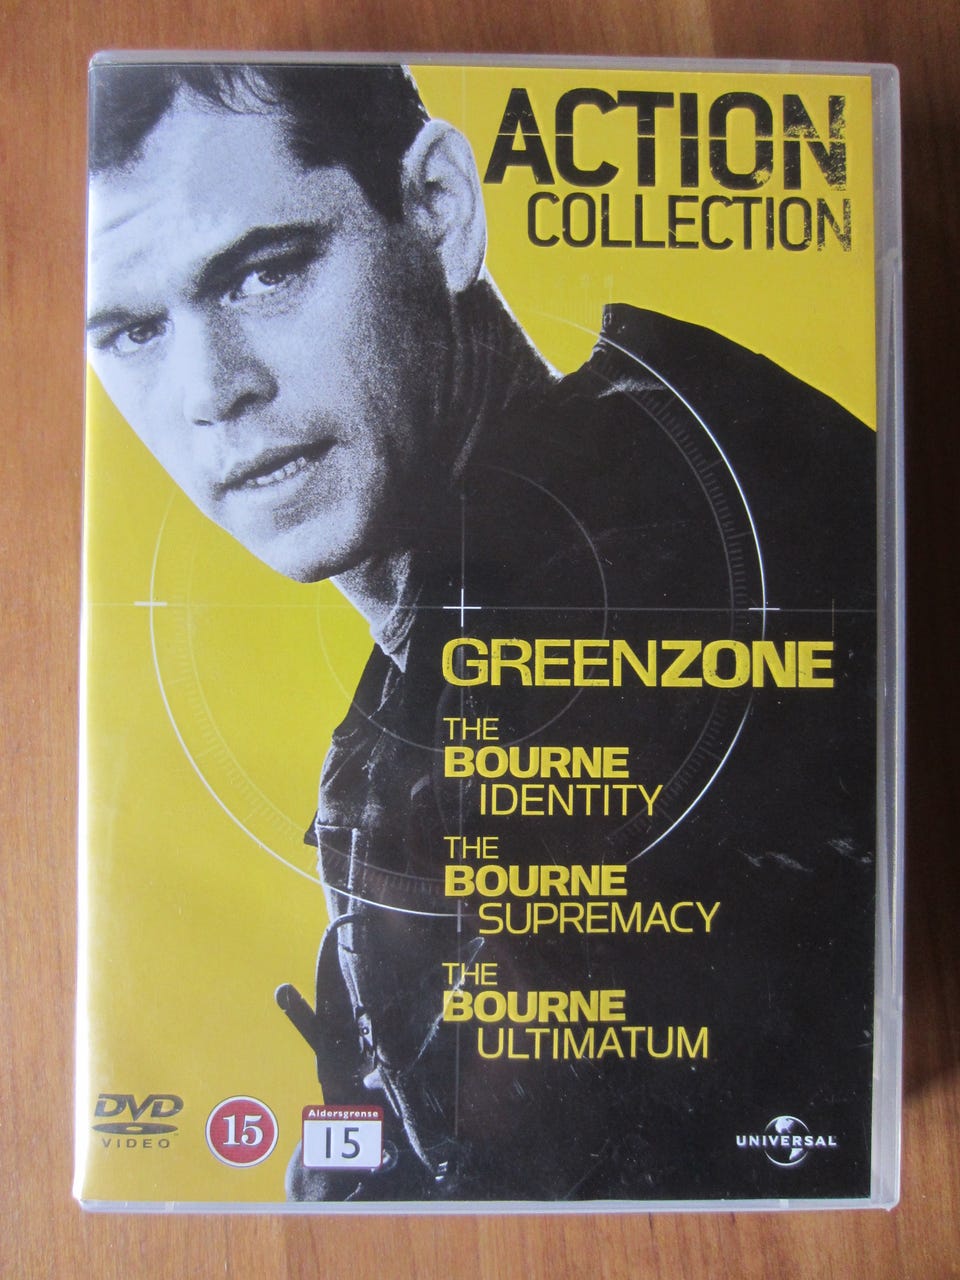 ACTION
COLLECTION
GREENZONE
THE
BOURNE
IDENTITY
THE
BOURNE
SUPREMACY
THE
BOURNE
ULTIMATUM
DVD
VIDEO
15
Aldersgrense
15
UNIVERSAL